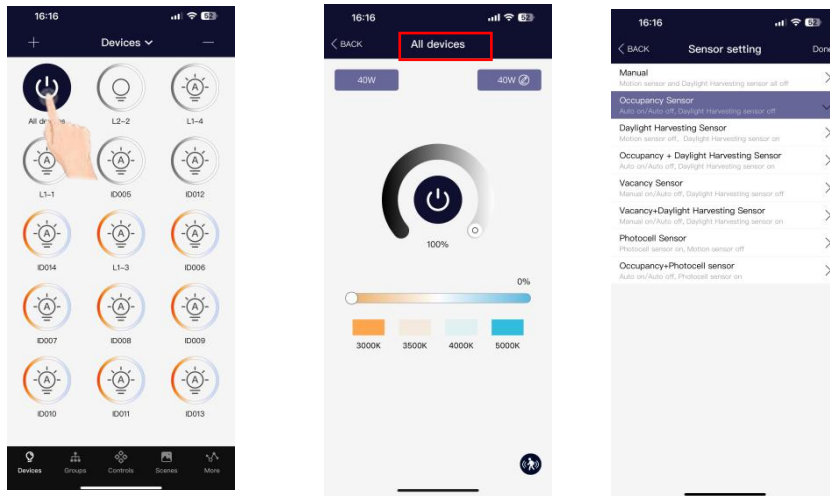 16:16
52
Devices
All devices
L2-2
L1-4
L1-1
ID005
ID012
ID014
L1-3
ID006
ID007
ID008
ID009
ID010
ID011
ID013
Devices
Groups
Controls
Scenes
More
16:16
52
BACK
All devices
40W
40W
100%
0%
3000K
3500K
4000K
5000K
16:16
52
BACK
Sensor setting
Done
Manual
Motion sensor and Daylight Harvesting sensor all off
Occupancy Sensor
Auto on/Auto off, Daylight Harvesting sensor off
Daylight Harvesting Sensor
Motion sensor off, Daylight Harvesting sensor on
Occupancy + Daylight Harvesting Sensor
Auto on/Auto off, Daylight Harvesting sensor on
Vacancy Sensor
Manual on/Auto off, Daylight Harvesting sensor off
Vacancy+Daylight Harvesting Sensor
Manual on/Auto off, Daylight Harvesting sensor on
Photocell Sensor
Photocell sensor on, Motion sensor off
Occupancy+Photocell sensor
Auto on/Auto off, Photocell sensor on